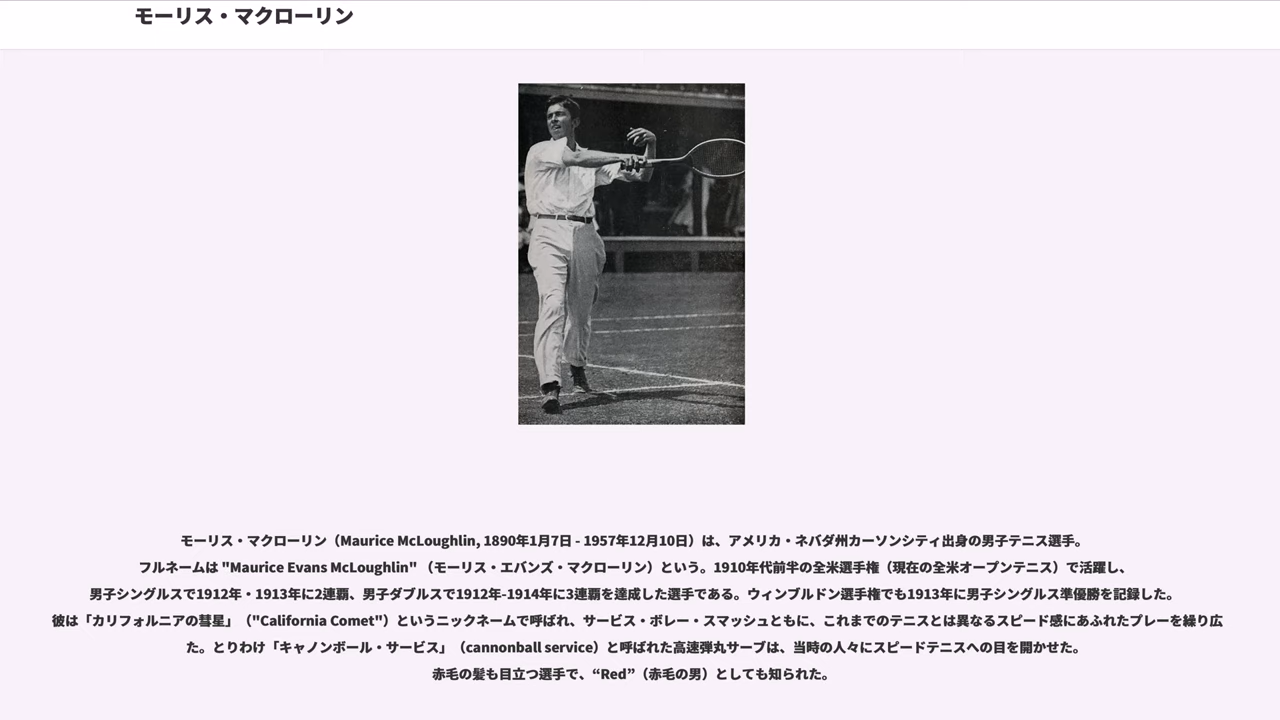 モーリス・マクローリン
モーリス・マクローリン（Maurice McLoughlin, 1890年1月7日 - 1957年12月10日）は、アメリカ・ネバダ州カーソンシティ出身の男子テニス選手。
フルネームは "Maurice Evans McLoughlin" （モーリス・エバンズ・マクローリン）という。1910年代前半の全米選手権（現在の全米オープンテニス）で活躍し、
男子シングルスで1912年・1913年に2連覇、男子ダブルスで1912年-1914年に3連覇を達成した選手である。ウィンブルドン選手権でも1913年に男子シングルス準優勝を記録した。
彼は「カリフォルニアの彗星」（"California Comet"）というニックネームで呼ばれ、サービス・ボレー・スマッシュともに、これまでのテニスとは異なるスピード感にあふれたプレーを繰り広
た。とりわけ「キャノンボール・サービス」（cannonball service）と呼ばれた高速弾丸サーブは、当時の人々にスピードテニスへの目を開かせた。
赤毛の髪も目立つ選手で、“Red”（赤毛の男）としても知られた。